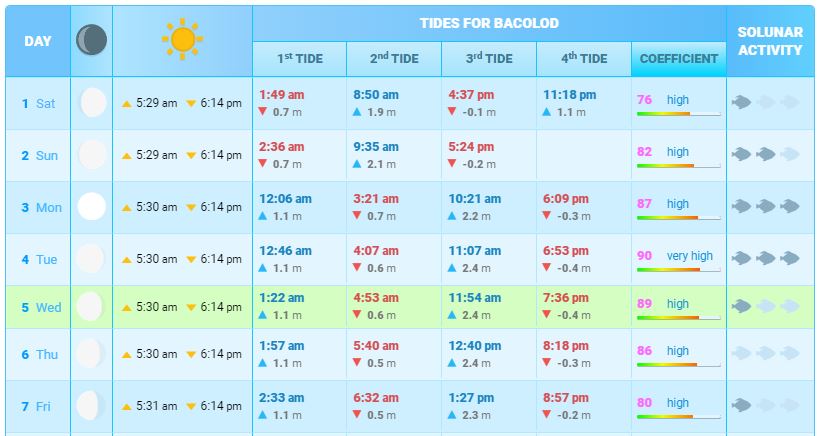 DAY
TIDES FOR BACOLOD
SOLUNAR
ACTIVITY
1st TIDE 2nd TIDE 3rd TIDE 4th TIDE COEFFICIENT
1 Sat 5:29 am 6:14 pm 1:49 am 8:50 am 4:37 pm 11:18 pm 76 high
0.7 m 1.9 m -0.1 m 1.1 m
2 Sun 5:29 am 6:14 pm 2:36 am 9:35 am 5:24 pm 82 high
0.7 m 2.1 m -0.2 m
3 Mon 5:30 am 6:14 pm 12:06 am 3:21 am 10:21 am 6:09 pm 87 high
1.1 m 0.7 m 2.2 m -0.3 m
4 Tue 5:30 am 6:14 pm 12:46 am 4:07 am 11:07 am 6:53 pm 90 very high
1.1 m 0.6 m 2.4 m -0.4 m
5 Wed 5:30 am 6:14 pm 1:22 am 4:53 am 11:54 am 7:36 pm 89 high
1.1 m 0.6 m 2.4 m -0.4 m
6 Thu 5:30 am 6:14 pm 1:57 am 5:40 am 12:40 pm 8:18 pm 86 high
1.1 m 0.5 m 2.4 m -0.3 m
7 Fri 5:31 am 6:14 pm 2:33 am 6:32 am 1:27 pm 8:57 pm 80 high
1.1 m 0.5 m 2.3 m -0.2 m